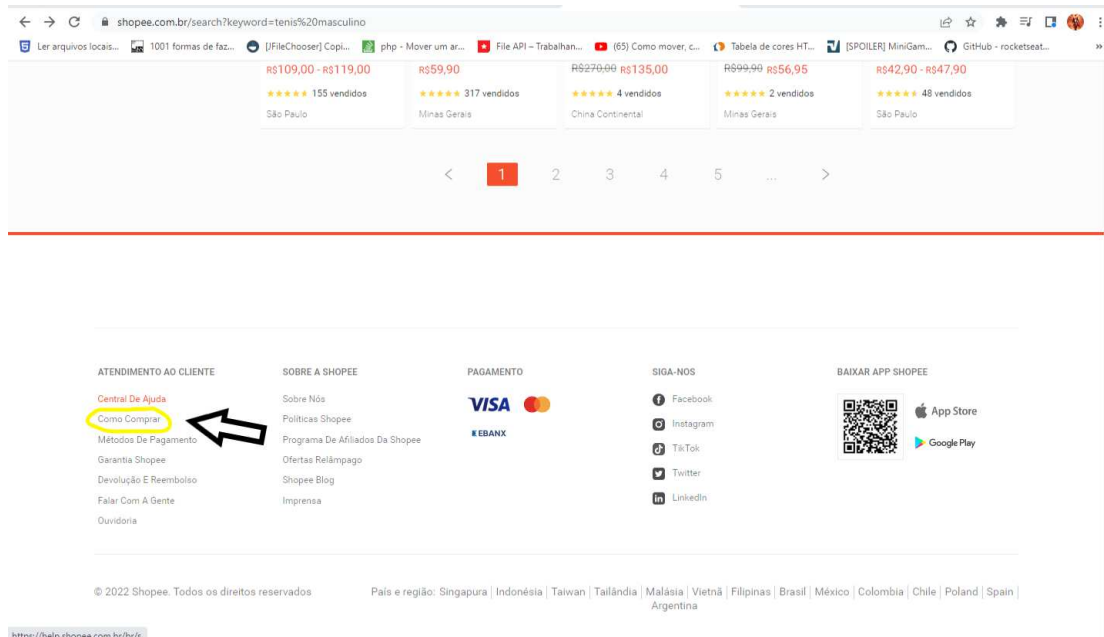 shopee.com.br/search?keyword=tenis%20masculino
Ler arquivos locais... 1001 formas de faz... [JFileChooser] Copi... php - Mover um ar... File API – Trabalhan... (65) Como mover, c... Tabela de cores HT... [SPOILER] MiniGam... GitHub - rocketseat... »
R$109,00 - R$119,00 R$59,90 R$270,00 R$135,00 R$99,90 R$56,95 R$42,90 - R$47,90
155 vendidos 317 vendidos 4 vendidos 2 vendidos 48 vendidos
São Paulo Minas Gerais China Continental Minas Gerais São Paulo
< 1 2 3 4 5 ... >
ATENDIMENTO AO CLIENTE
Central De Ajuda
Como Comprar
Métodos De Pagamento
Garantia Shopee
Devolução E Reembolso
Falar Com A Gente
Ouvidoria
SOBRE A SHOPEE
Sobre Nós
Políticas Shopee
Programa De Afiliados Da Shopee
Ofertas Relâmpago
Shopee Blog
Imprensa
PAGAMENTO
VISA
EBANX
SIGA-NOS
Facebook
Instagram
TikTok
Twitter
LinkedIn
BAIXAR APP SHOPEE
App Store
Google Play
© 2022 Shopee. Todos os direitos reservados
País e região: Singapura | Indonésia | Taiwan | Tailândia | Malásia | Vietnã | Filipinas | Brasil | México | Colombia | Chile | Poland | Spain |
Argentina
https://help.shopee.com.br/br/s